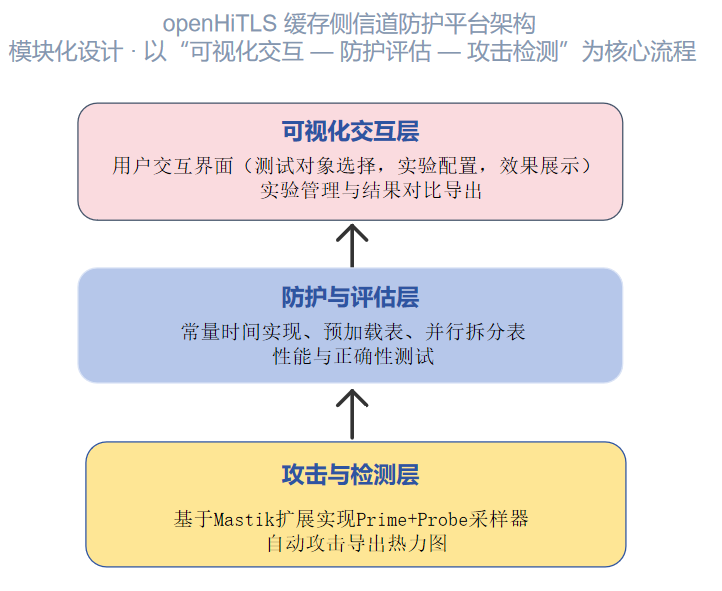 openHiTLS 缓存侧信道防护平台架构
模块化设计 · 以“可视化交互 — 防护评估 — 攻击检测”为核心流程
可视化交互层
用户交互界面（测试对象选择，实验配置，效果展示）
实验管理与结果对比导出
防护与评估层
常量时间实现、预加载表、并行拆分表
性能与正确性测试
攻击与检测层
基于Mastik扩展实现Prime+Probe采样器
自动攻击导出热力图